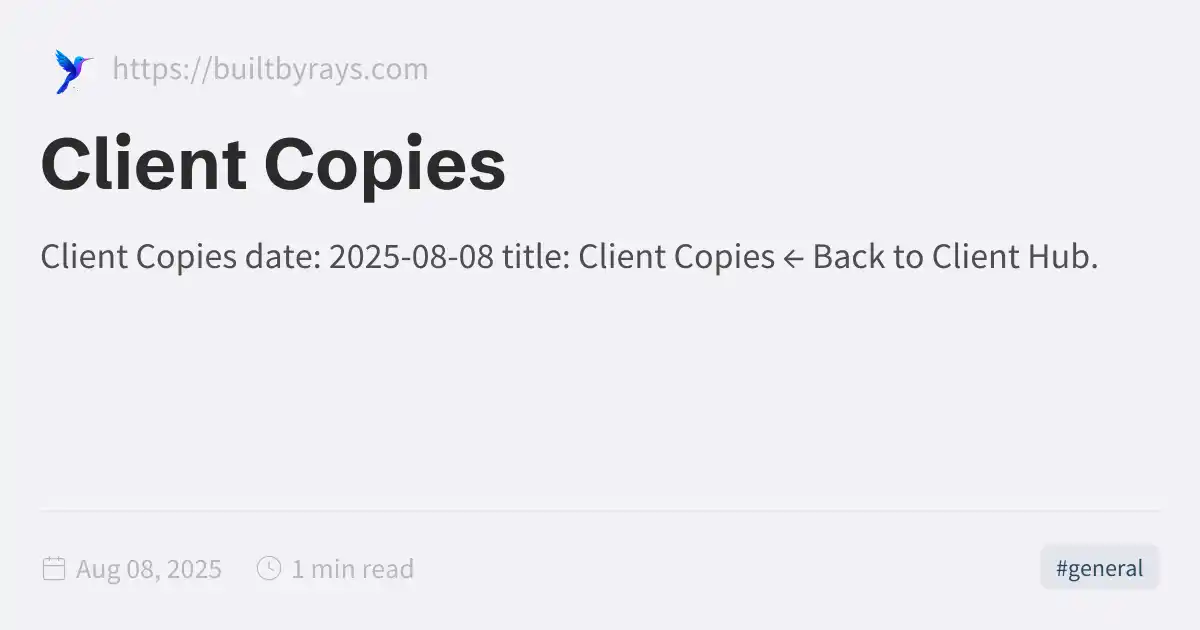 https://builtbyrays.com
Client Copies
Client Copies date: 2025-08-08 title: Client Copies ← Back to Client Hub.
Aug 08, 2025
1 min read
#general